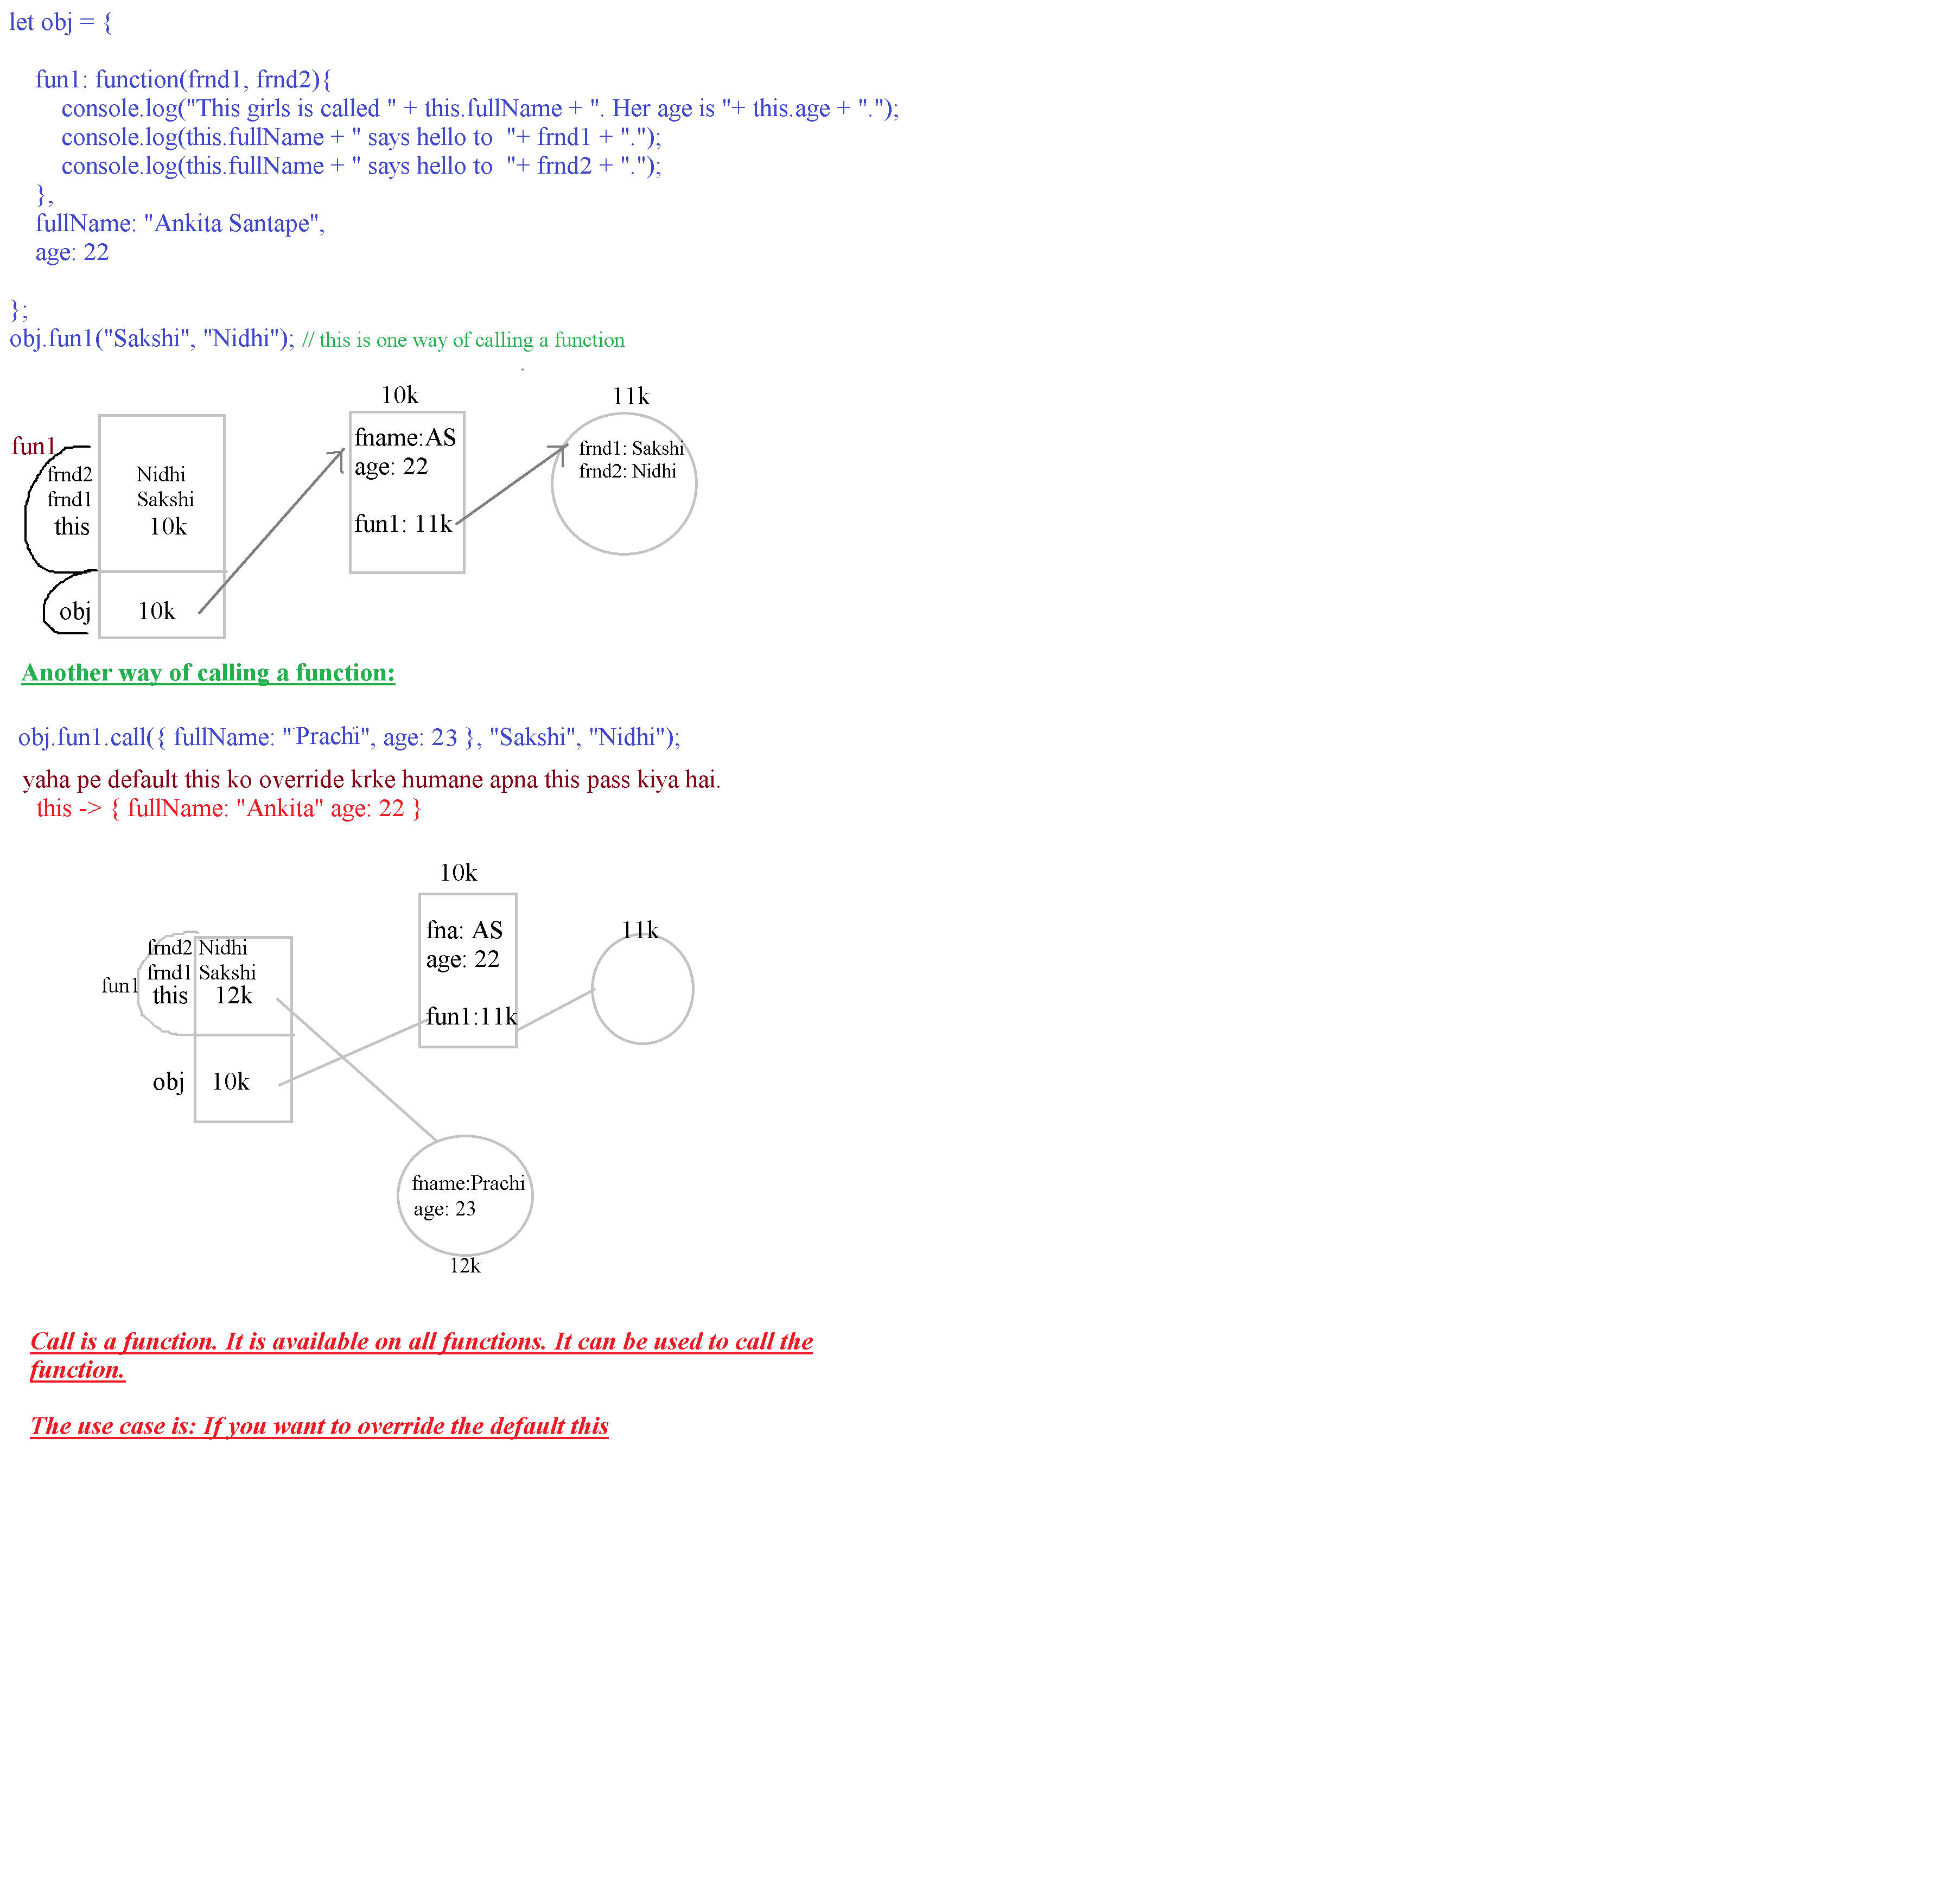 let obj = {
fun1: function(frnd1, frnd2){
console.log("This girls is called " + this.fullName + ". Her age is "+ this.age + ".");
console.log(this.fullName + " says hello to  "+ frnd1 + ".");
console.log(this.fullName + " says hello to  "+ frnd2 + ".");
},
fullName: "Ankita Santape",
age: 22
};
obj.fun1("Sakshi", "Nidhi"); // this is one way of calling a function
10k
11k
fname:AS
age: 22
fun1: 11k
frnd1: Sakshi
frnd2: Nidhi
fun1
frnd2 Nidhi
frnd1 Sakshi
this 10k
obj 10k
Another way of calling a function:
obj.fun1.call({ fullName: "Prachi", age: 23 }, "Sakshi", "Nidhi");
yaha pe default this ko override krke humane apna this pass kiya hai.
this -> { fullName: "Ankita" age: 22 }
10k
fna: AS
age: 22
fun1:11k
11k
frnd2 Nidhi
frnd1 Sakshi
fun1
this 12k
obj 10k
fname:Prachi
age: 23
12k
Call is a function. It is available on all functions. It can be used to call the
function.
The use case is: If you want to override the default this